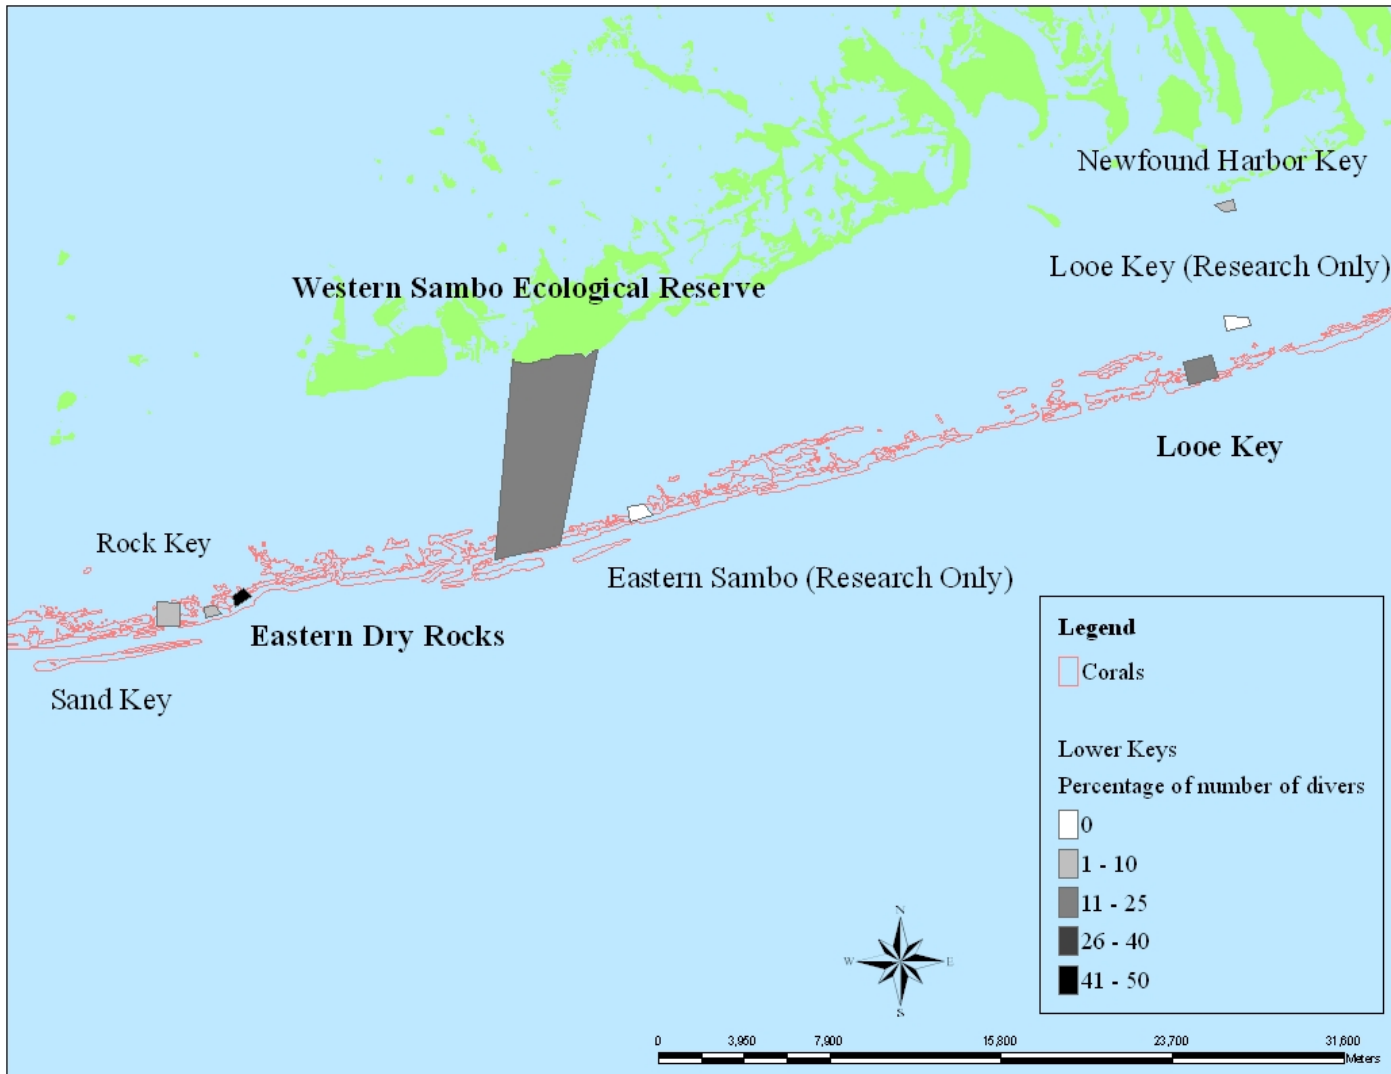 Newfound Harbor Key
Looe Key (Research Only)
Western Sambo Ecological Reserve
Looe Key
Rock Key
Eastern Sambo (Research Only)
Eastern Dry Rocks
Sand Key
Legend
Corals
Lower Keys
Percentage of number of divers
0
1 - 10
11 - 25
26 - 40
41 - 50
N
W E
S
0 3,950 7,900 15,800 23,700 31,600
Meters